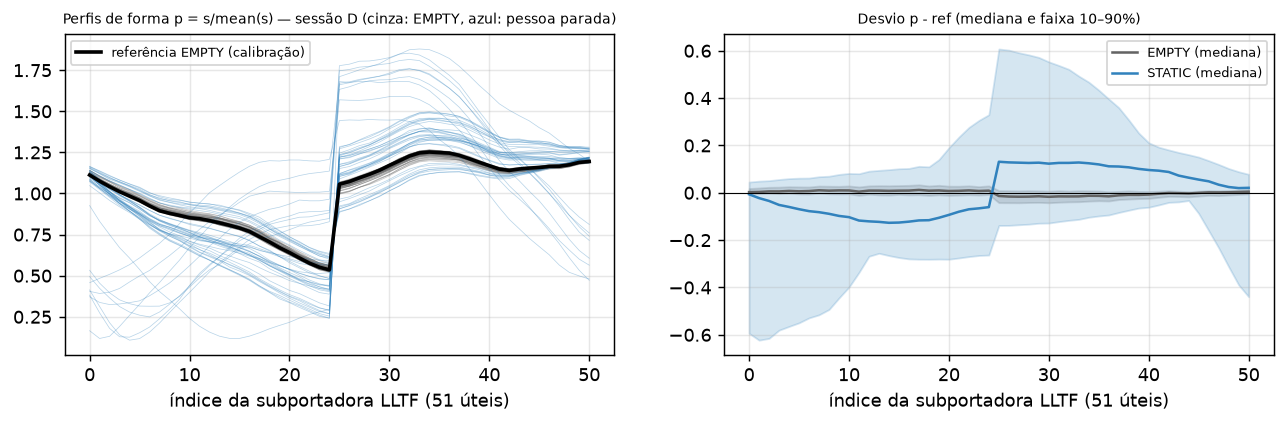 Perfis de forma p = s/mean(s) — sessão D (cinza: EMPTY, azul: pessoa parada)
referência EMPTY (calibração)
1.75
1.50
1.25
1.00
0.75
0.50
0.25
0 10 20 30 40 50
índice da subportadora LLTF (51 úteis)
Desvio p - ref (mediana e faixa 10–90%)
EMPTY (mediana)
STATIC (mediana)
0.6
0.4
0.2
0.0
−0.2
−0.4
−0.6
0 10 20 30 40 50
índice da subportadora LLTF (51 úteis)